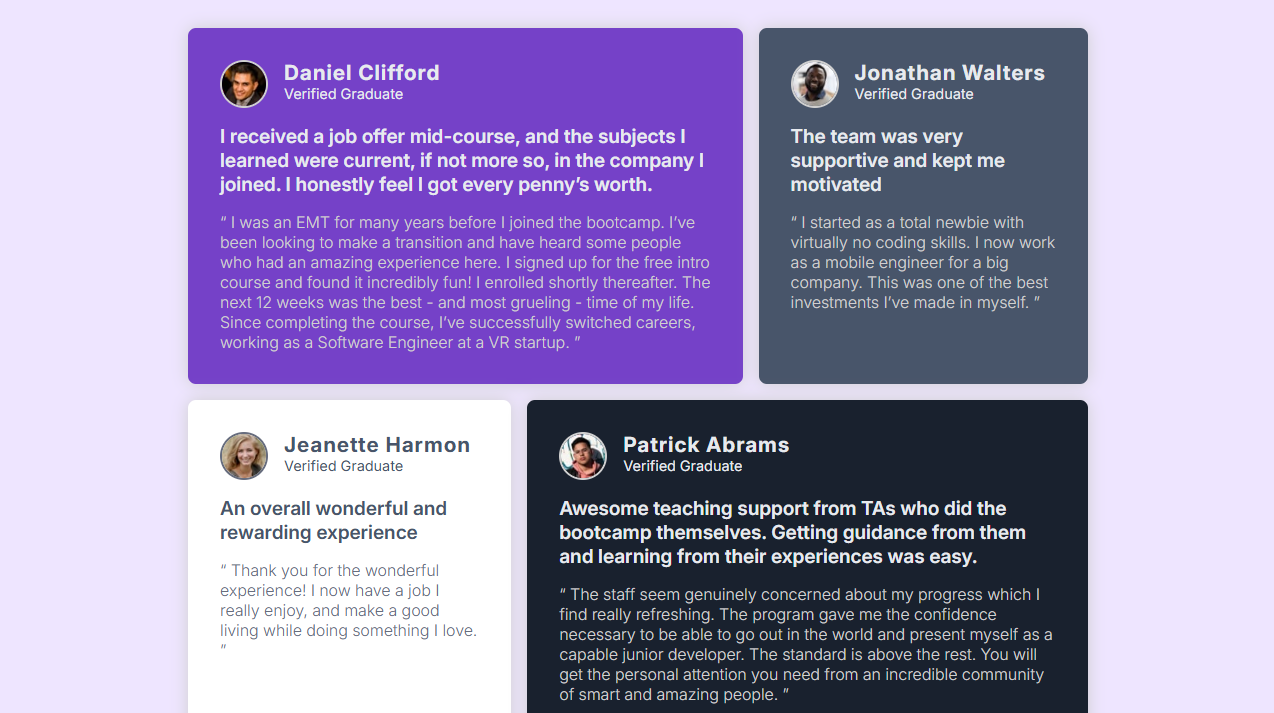 Daniel Clifford
Verified Graduate
I received a job offer mid-course, and the subjects I
learned were current, if not more so, in the company I
joined. I honestly feel I got every penny’s worth.
“ I was an EMT for many years before I joined the bootcamp. I’ve
been looking to make a transition and have heard some people
who had an amazing experience here. I signed up for the free intro
course and found it incredibly fun! I enrolled shortly thereafter. The
next 12 weeks was the best - and most grueling - time of my life.
Since completing the course, I’ve successfully switched careers,
working as a Software Engineer at a VR startup. ”
Jonathan Walters
Verified Graduate
The team was very
supportive and kept me
motivated
“ I started as a total newbie with
virtually no coding skills. I now work
as a mobile engineer for a big
company. This was one of the best
investments I’ve made in myself. ”
Jeanette Harmon
Verified Graduate
An overall wonderful and
rewarding experience
“ Thank you for the wonderful
experience! I now have a job I
really enjoy, and make a good
living while doing something I love.
”
Patrick Abrams
Verified Graduate
Awesome teaching support from TAs who did the
bootcamp themselves. Getting guidance from them
and learning from their experiences was easy.
“ The staff seem genuinely concerned about my progress which I
find really refreshing. The program gave me the confidence
necessary to be able to go out in the world and present myself as a
capable junior developer. The standard is above the rest. You will
get the personal attention you need from an incredible community
of smart and amazing people. ”